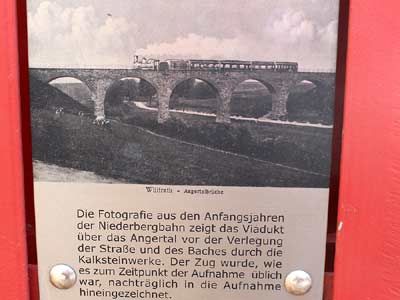 Wülfrath - Angertalbrücke
Die Fotografie aus den Anfangsjahren
der Niederbergbahn zeigt das Viadukt
über das Angertal vor der Verlegung
der Straße und des Baches durch die
Kalksteinwerke. Der Zug wurde, wie
es zum Zeitpunkt der Aufnahme üblich
war, nachträglich in die Aufnahme
hineingezeichnet.